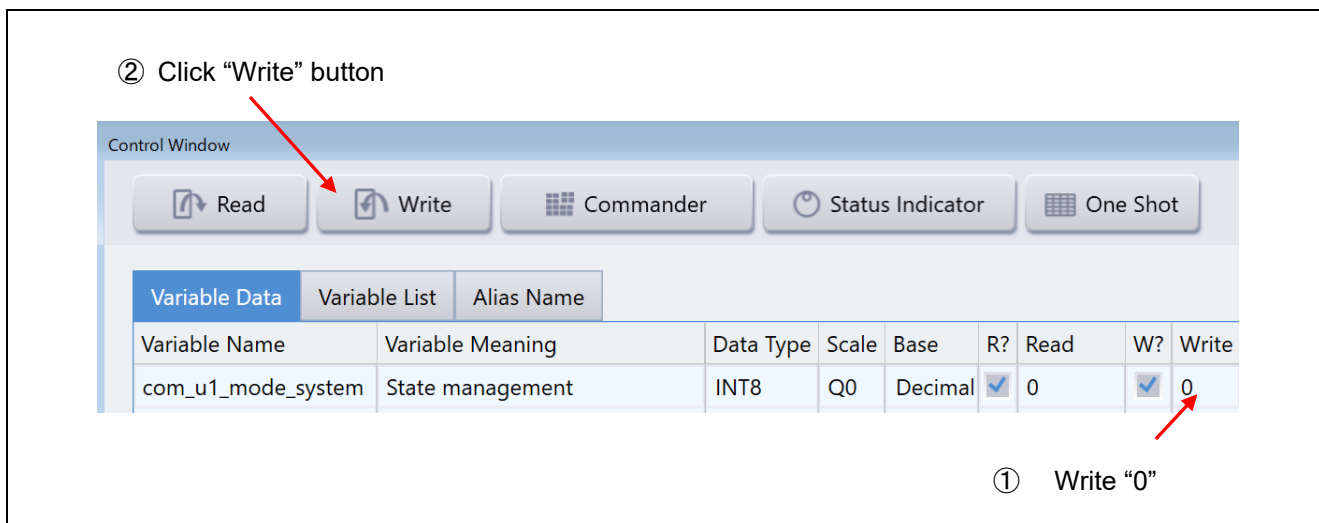 ② Click “Write” button
Control Window
Read Write Commander Status Indicator One Shot
Variable Data Variable List Alias Name
Variable Name Variable Meaning Data Type Scale Base R? Read W? Write
com_u1_mode_system State management INT8 Q0 Decimal 0 0
① Write “0”